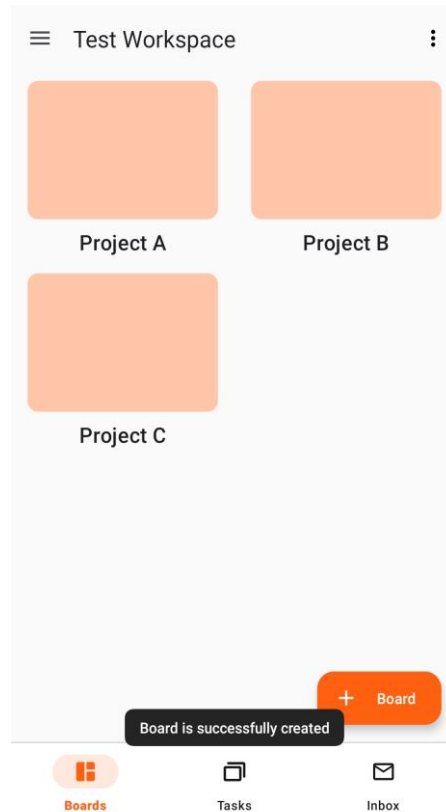 Test Workspace
Project A
Project B
Project C
Board
Board is successfully created
Boards
Tasks
Inbox